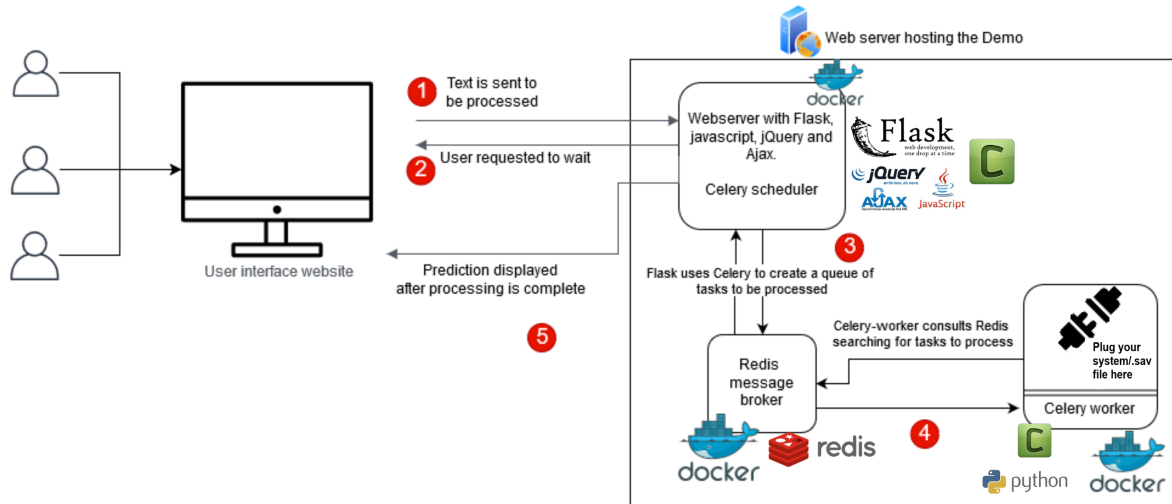 Web server hosting the Demo
1
Text is sent to
be processed
2
User requested to wait
docker
Webserver with Flask,
javascript, jQuery and
Ajax.
Celery scheduler
Flask
web development,
one drop at a time
C
jQuery
write less, do more.
AJAX
JavaScript
User interface website
Prediction displayed
after processing is complete
5
3
Flask uses Celery to create a queue of
tasks to be processed
Celery-worker consults Redis
searching for tasks to process
Plug your
system/.sav
file here
Redis
message
broker
Celery worker
4
docker
redis
C
python
docker